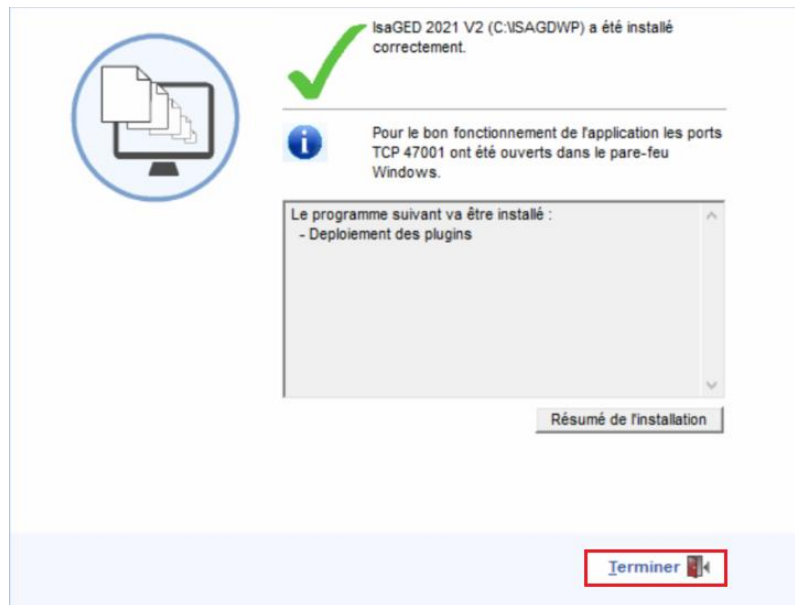 IsaGED 2021 V2 (C:\ISAGDWP) a été installé
correctement.
Pour le bon fonctionnement de l'application les ports
TCP 47001 ont été ouverts dans le pare-feu
Windows.
Le programme suivant va être installé :
- Deploiement des plugins
Résumé de l'installation
Terminer